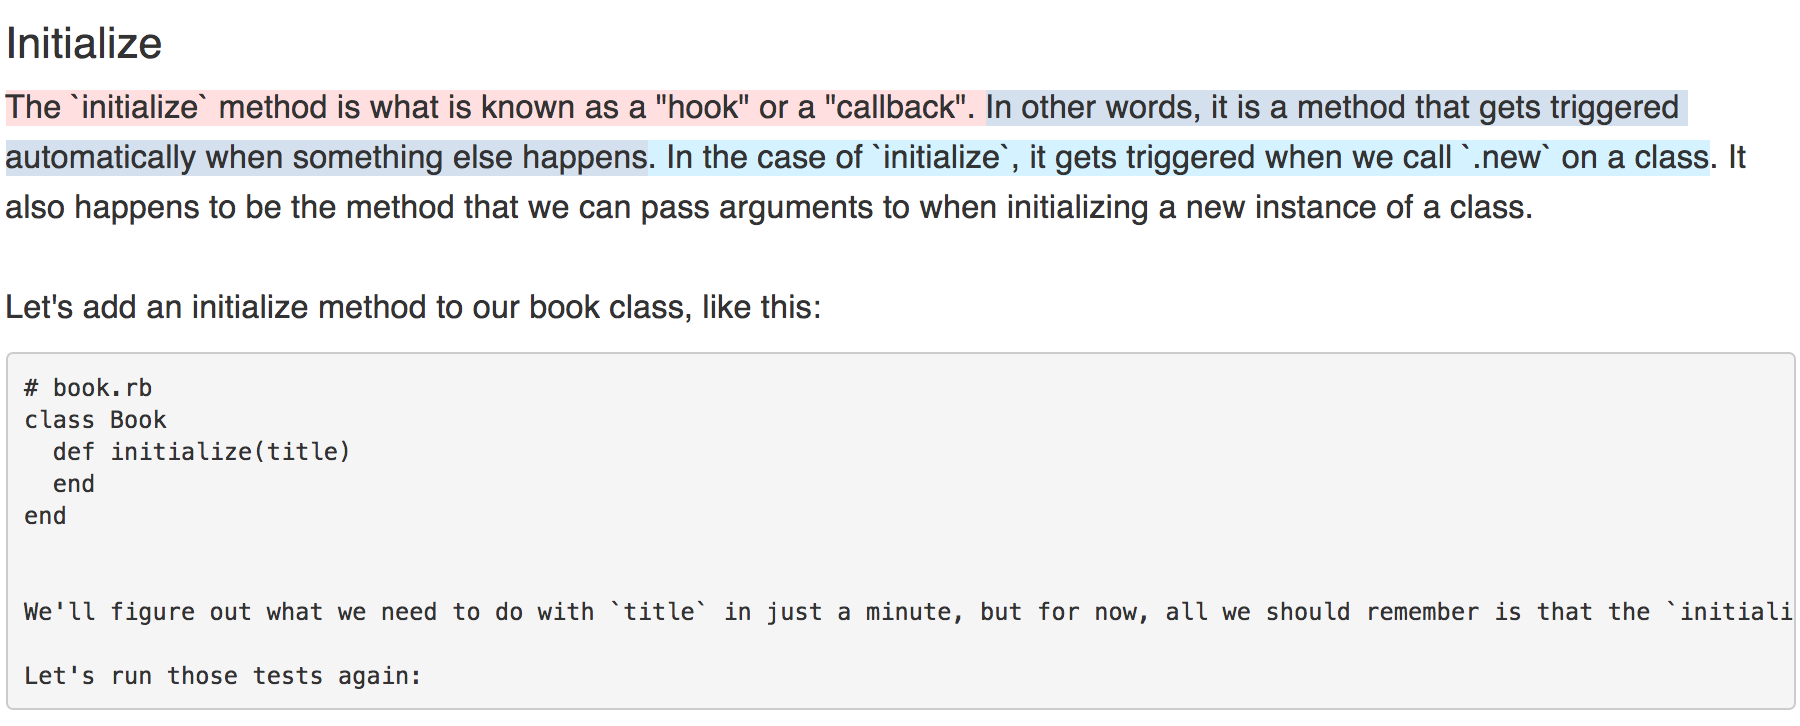 Initialize
The `initialize` method is what is known as a "hook" or a "callback". In other words, it is a method that gets triggered
automatically when something else happens. In the case of `initialize`, it gets triggered when we call `.new` on a class. It
also happens to be the method that we can pass arguments to when initializing a new instance of a class.
Let's add an initialize method to our book class, like this:
# book.rb
class Book
  def initialize(title)
  end
end
We'll figure out what we need to do with `title` in just a minute, but for now, all we should remember is that the `initiali
Let's run those tests again: